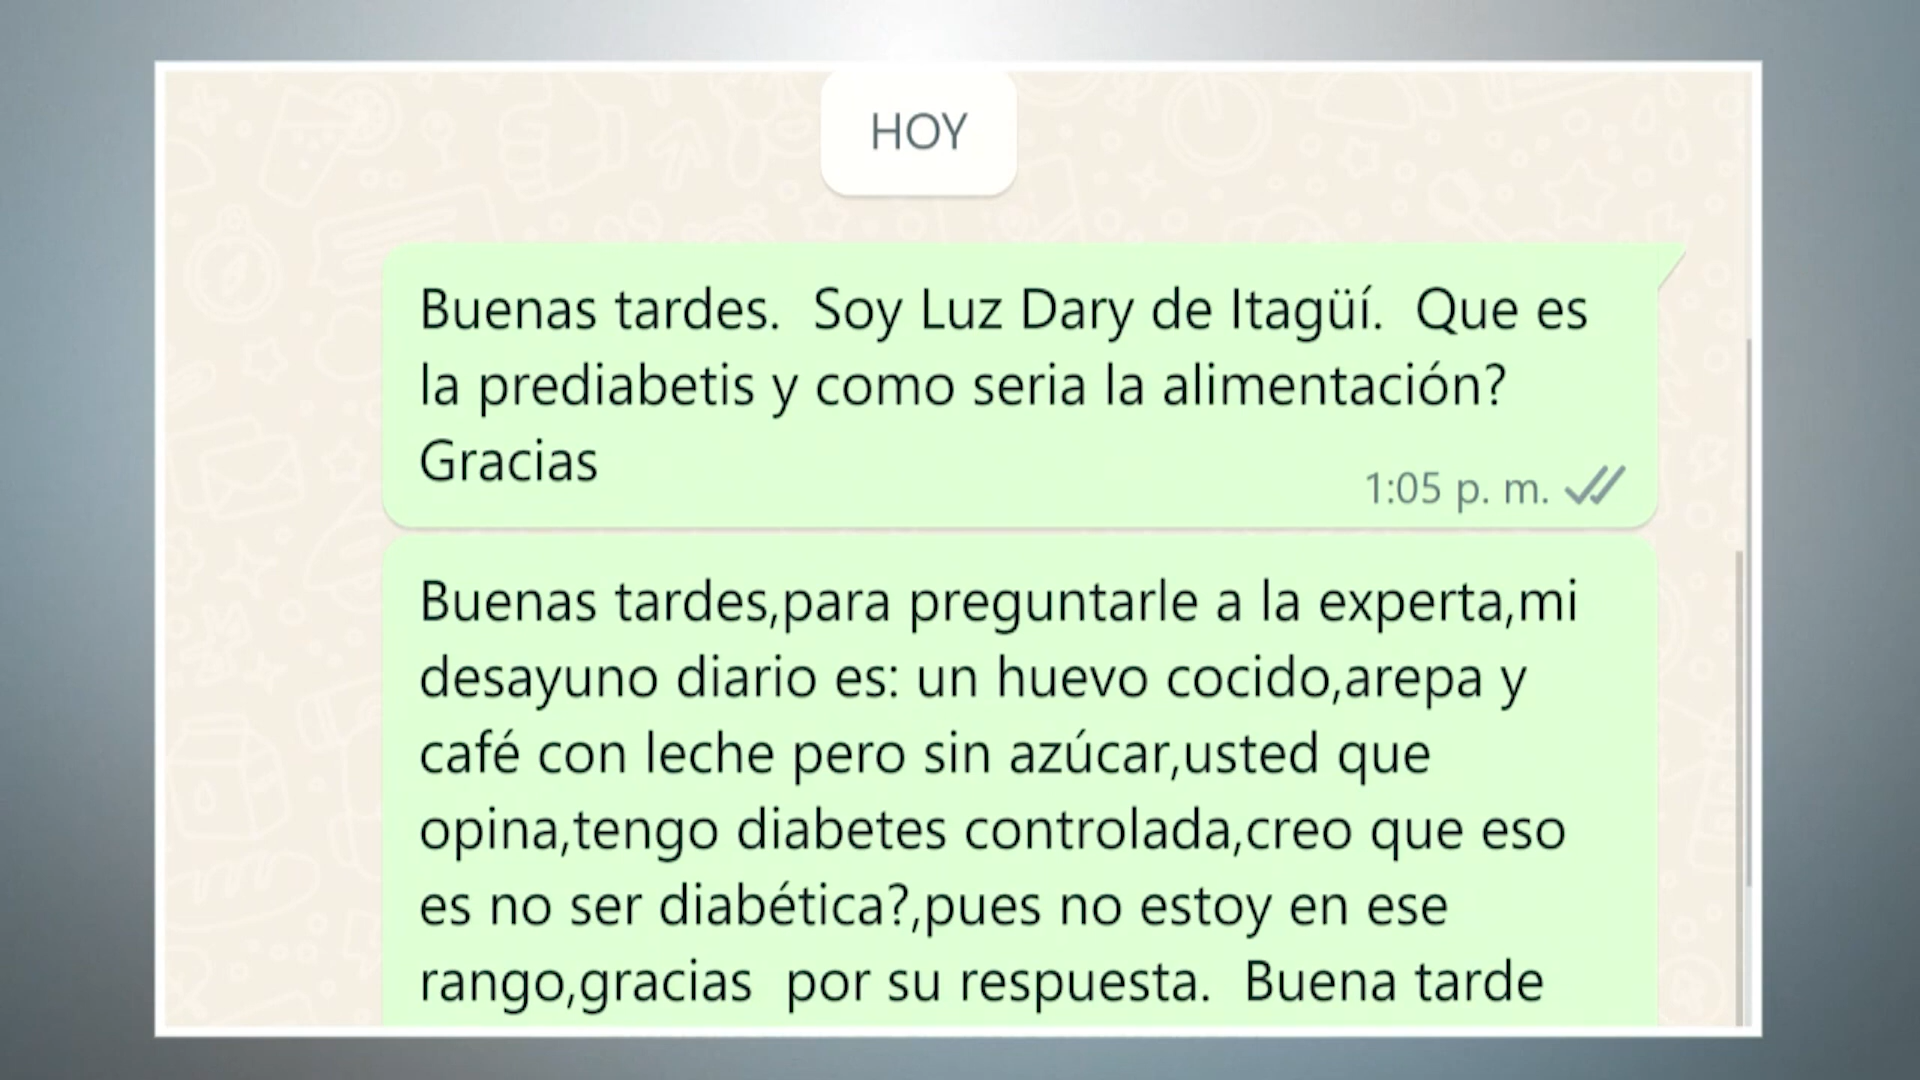 HOY
Buenas tardes.  Soy Luz Dary de Itagüí.  Que es
la prediabetis y como seria la alimentación?
Gracias
1:05 p. m.
Buenas tardes,para preguntarle a la experta,mi
desayuno diario es: un huevo cocido,arepa y
café con leche pero sin azúcar,usted que
opina,tengo diabetes controlada,creo que eso
es no ser diabética?,pues no estoy en ese
rango,gracias  por su respuesta.  Buena tarde